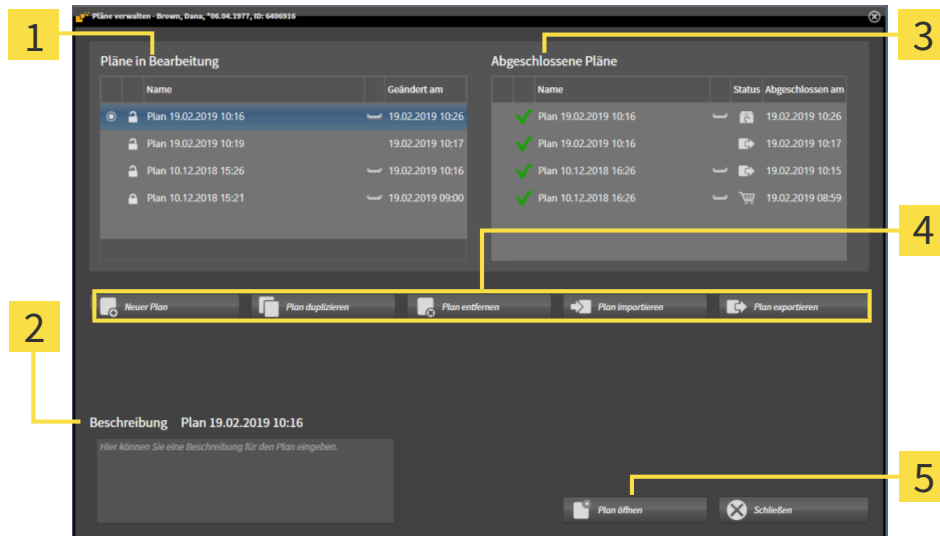 Pläne verwalten - Brown, Dana, *06.04.1977, ID: 6406916
1
3
Pläne in Bearbeitung
Abgeschlossene Pläne
Name Geändert am
Name Status Abgeschlossen am
Plan 19.02.2019 10:16 19.02.2019 10:26
Plan 19.02.2019 10:16 19.02.2019 10:26
Plan 19.02.2019 10:19 19.02.2019 10:17
Plan 19.02.2019 10:16 19.02.2019 10:17
Plan 10.12.2018 15:26 19.02.2019 10:16
Plan 10.12.2018 16:26 19.02.2019 10:15
Plan 10.12.2018 15:21 19.02.2019 09:00
Plan 10.12.2018 16:26 19.02.2019 08:59
4
Neuer Plan
Plan duplizieren
Plan entfernen
Plan importieren
Plan exportieren
2
Beschreibung Plan 19.02.2019 10:16
Hier können Sie eine Beschreibung für den Plan eingeben.
5
Plan öffnen
Schließen